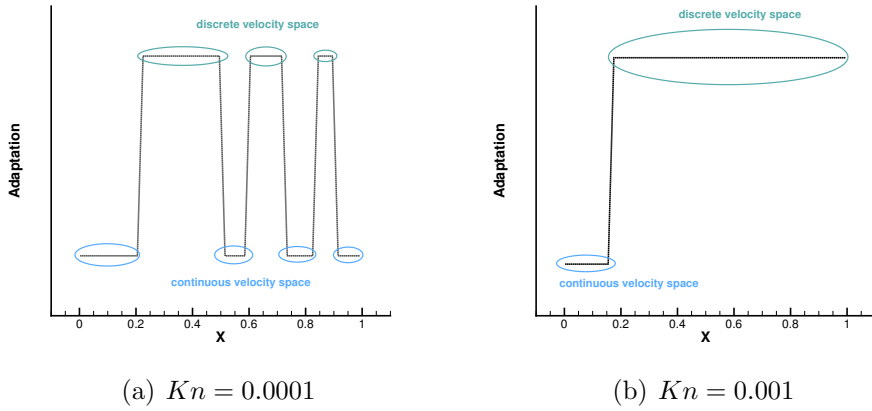 discrete velocity space
Adaptation
continuous velocity space
0 0.2 0.4 0.6 0.8 1
X
(a) Kn = 0.0001
discrete velocity space
Adaptation
continuous velocity space
0 0.2 0.4 0.6 0.8 1
X
(b) Kn = 0.001